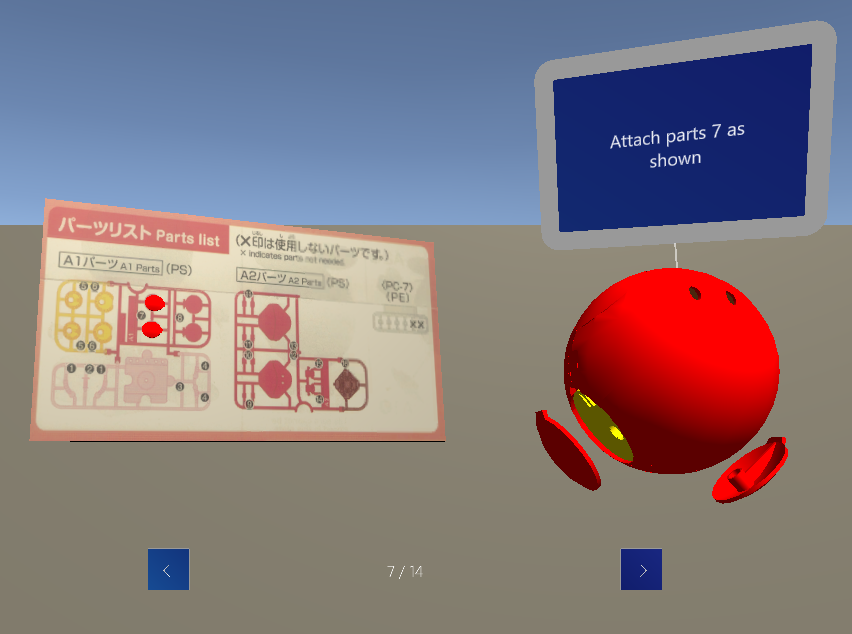 Attach parts 7 as
shown
パーツリスト Parts list
(✕印は使用しないパーツです。)
✕ indicates parts not needed.
A1パーツ A1 Parts (PS)
A2パーツ A2 Parts (PS)
(PC-7)
(PE)
7 / 14